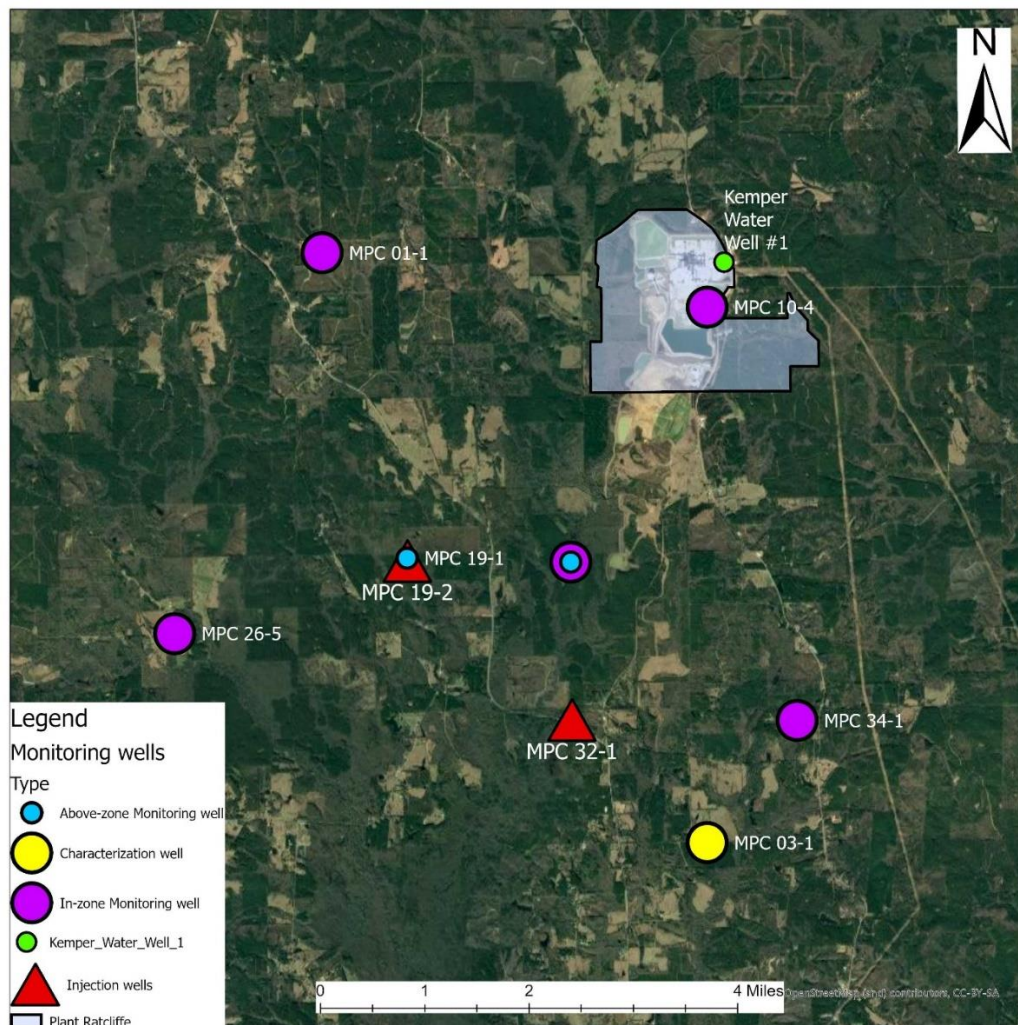 N
Kemper
Water
Well #1
MPC 01-1
MPC 10-4
MPC 19-1
MPC 19-2
MPC 26-5
MPC 34-1
MPC 32-1
MPC 03-1
Legend
Monitoring wells
Type
Above-zone Monitoring well
Characterization well
In-zone Monitoring well
Kemper_Water_Well_1
Injection wells
Plant Ratcliffe
0 1 2 4 Miles
OpenStreetMap (and) contributors, CC-BY-SA